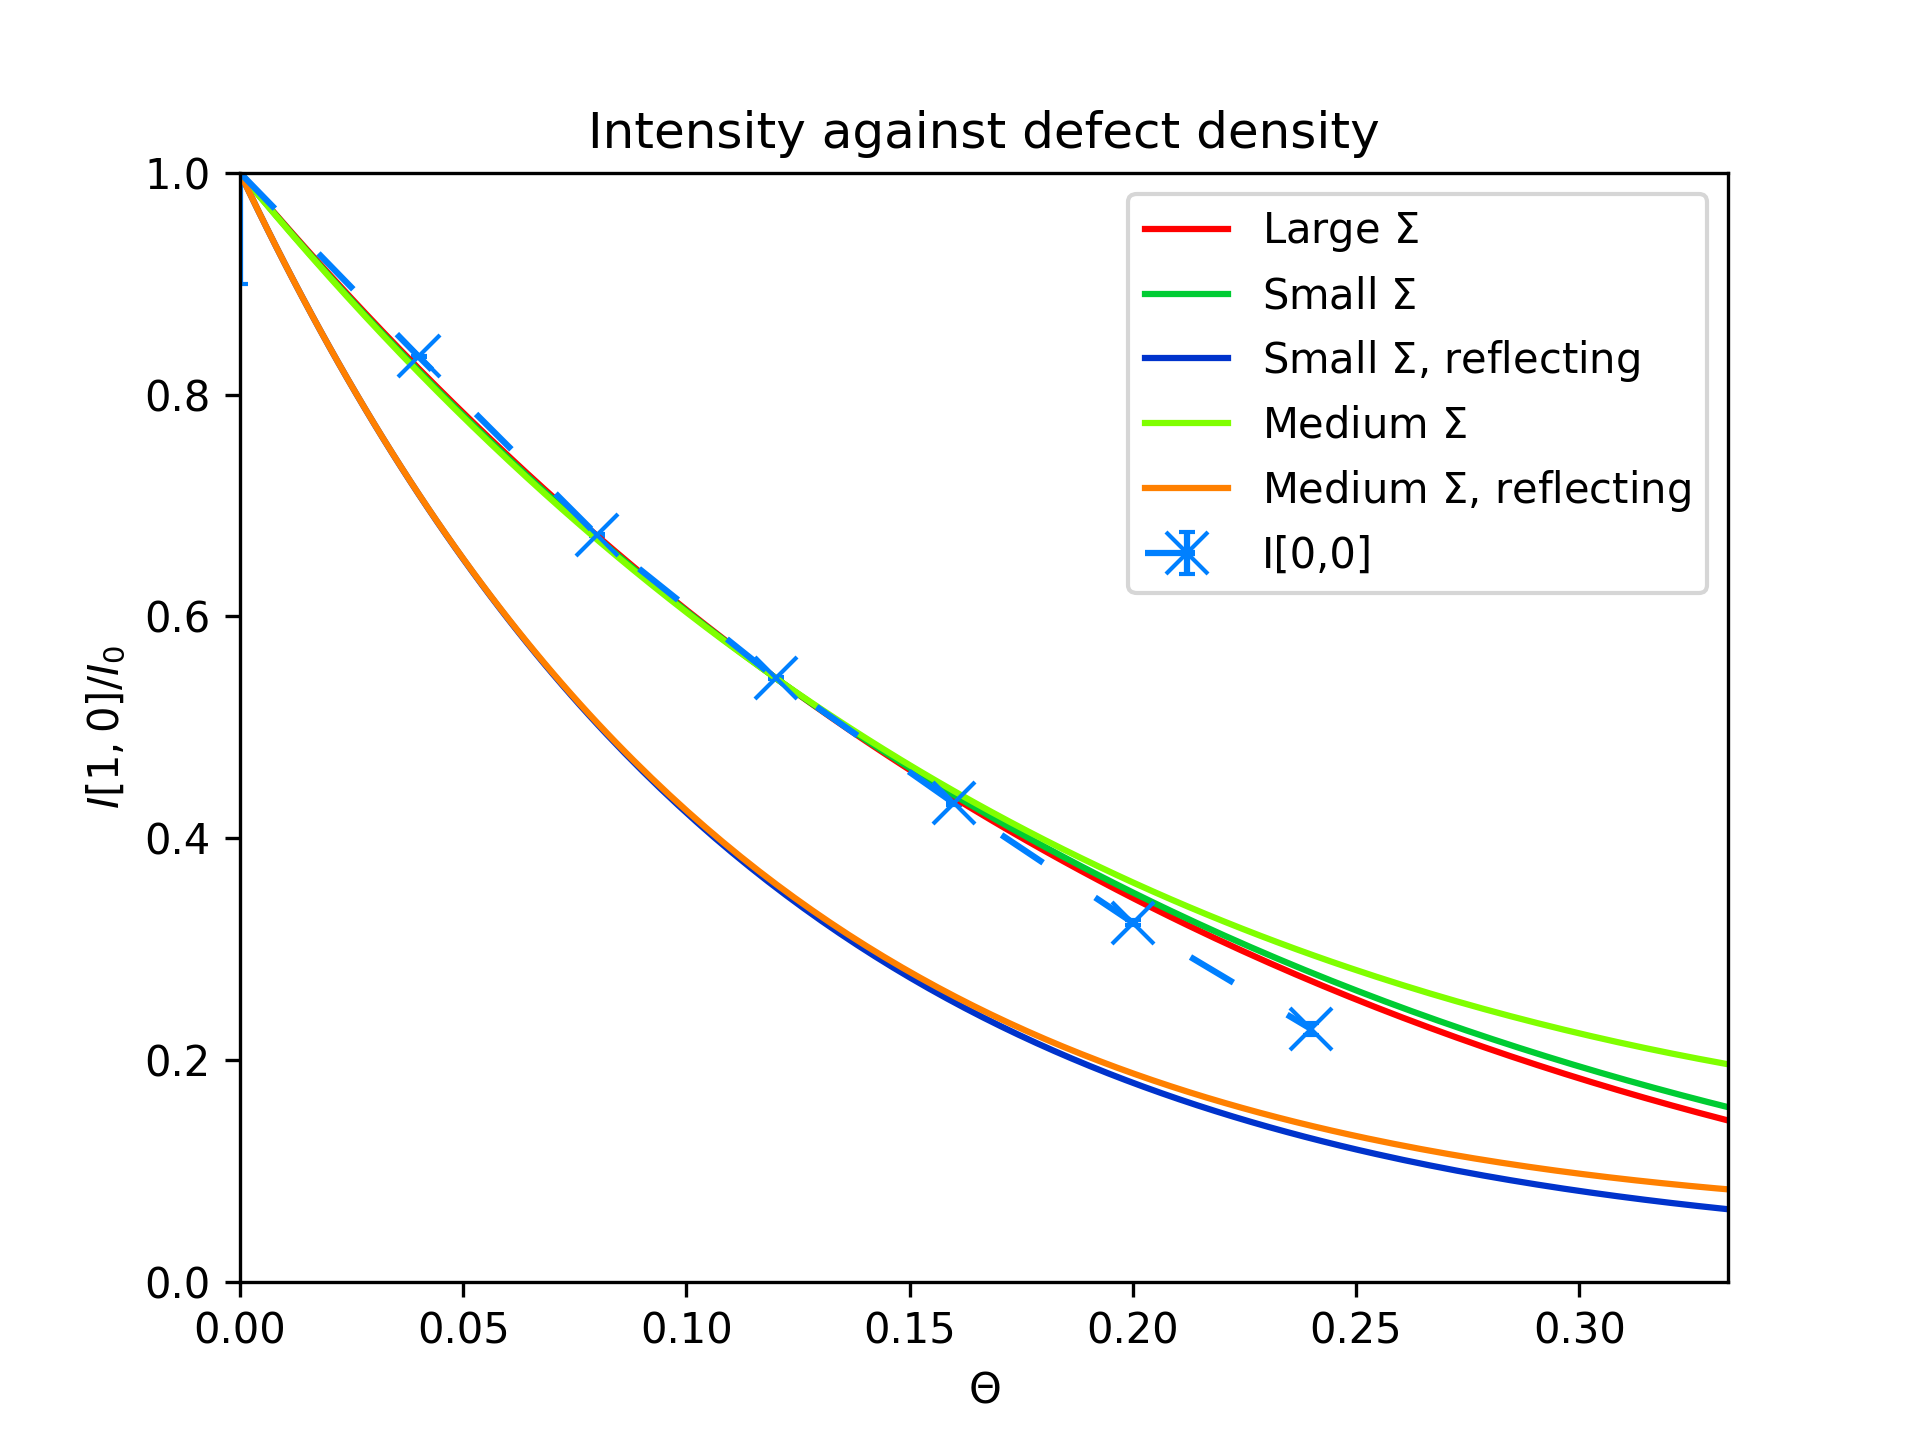 Intensity against defect density
I[1, 0]/I₀
1.0
0.8
0.6
0.4
0.2
0.0
0.00 0.05 0.10 0.15 0.20 0.25 0.30
Θ
Large Σ
Small Σ
Small Σ, reflecting
Medium Σ
Medium Σ, reflecting
I[0,0]